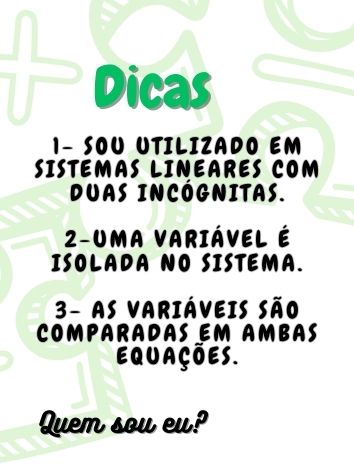 Dicas
1- SOU UTILIZADO EM
SISTEMAS LINEARES COM
DUAS INCÓGNITAS.
2-UMA VARIÁVEL É
ISOLADA NO SISTEMA.
3- AS VARIÁVEIS SÃO
COMPARADAS EM AMBAS
EQUAÇÕES.
Quem sou eu?